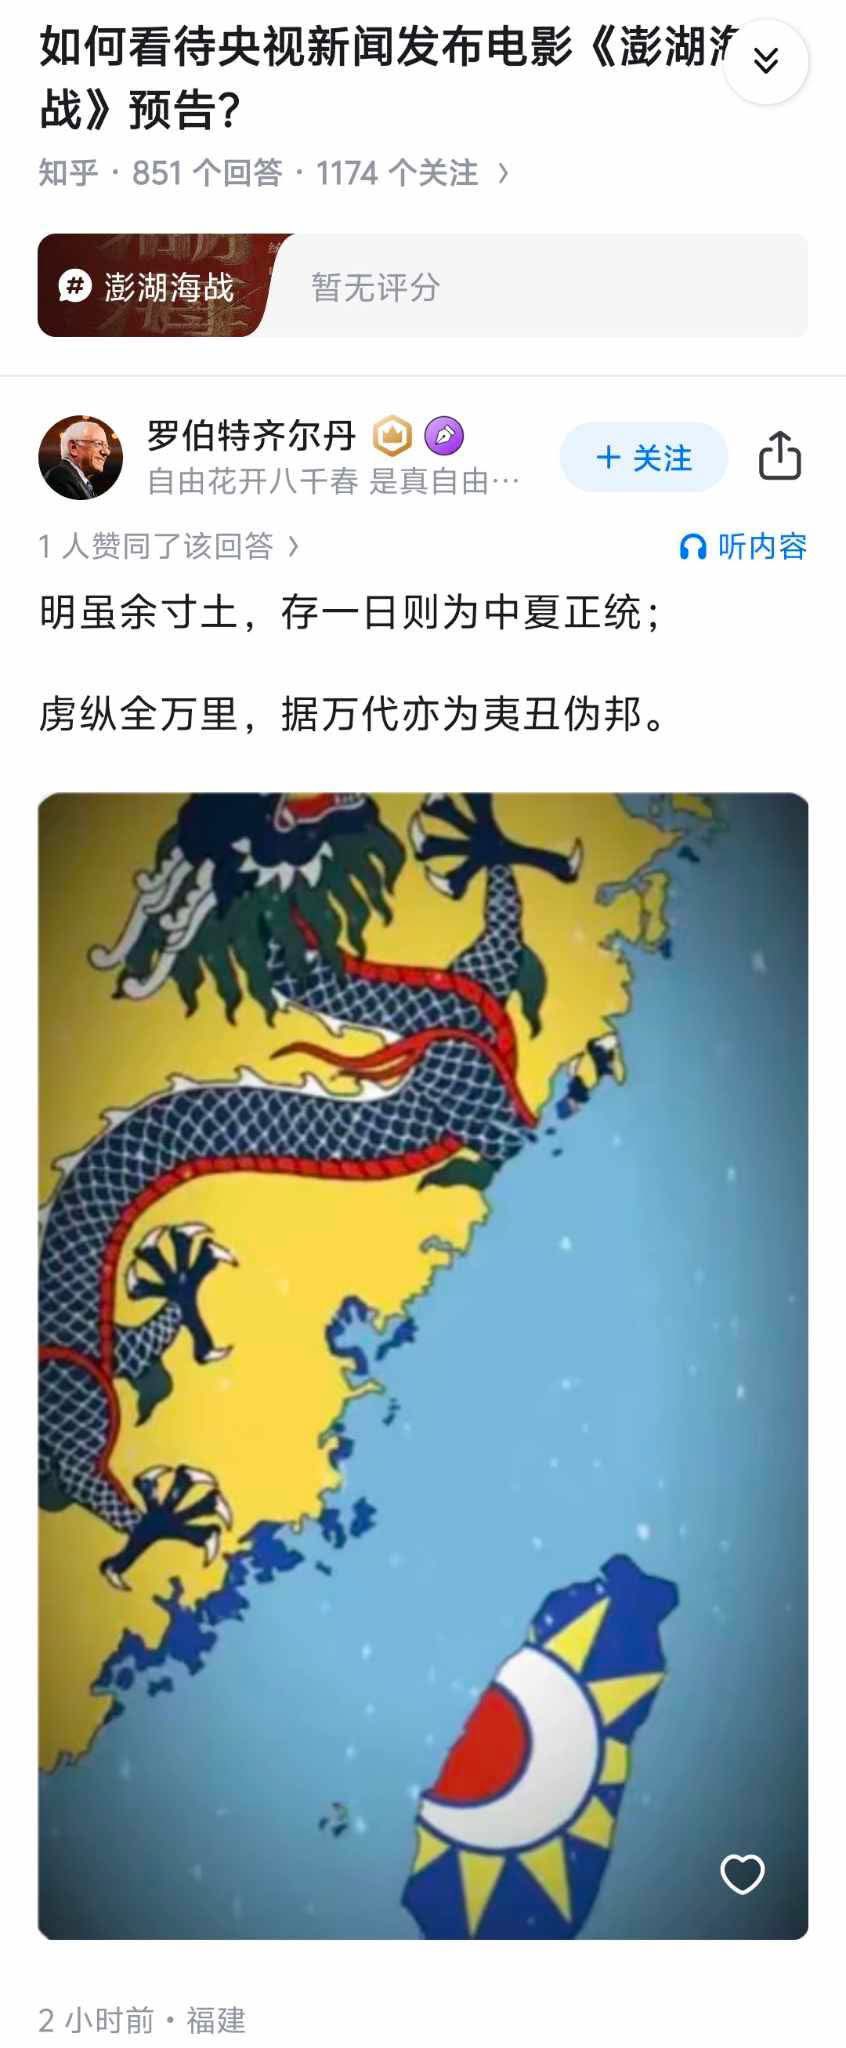 如何看待央视新闻发布电影《澎湖海
战》预告?
知乎 · 851 个回答 · 1174 个关注 >
# 澎湖海战
暂无评分
罗伯特齐尔丹
+ 关注
自由花开八千春 是真自由…
1 人赞同了该回答 >
听内容
明虽余寸土，存一日则为中夏正统；
虏纵全万里，据万代亦为夷丑伪邦。
2 小时前 · 福建